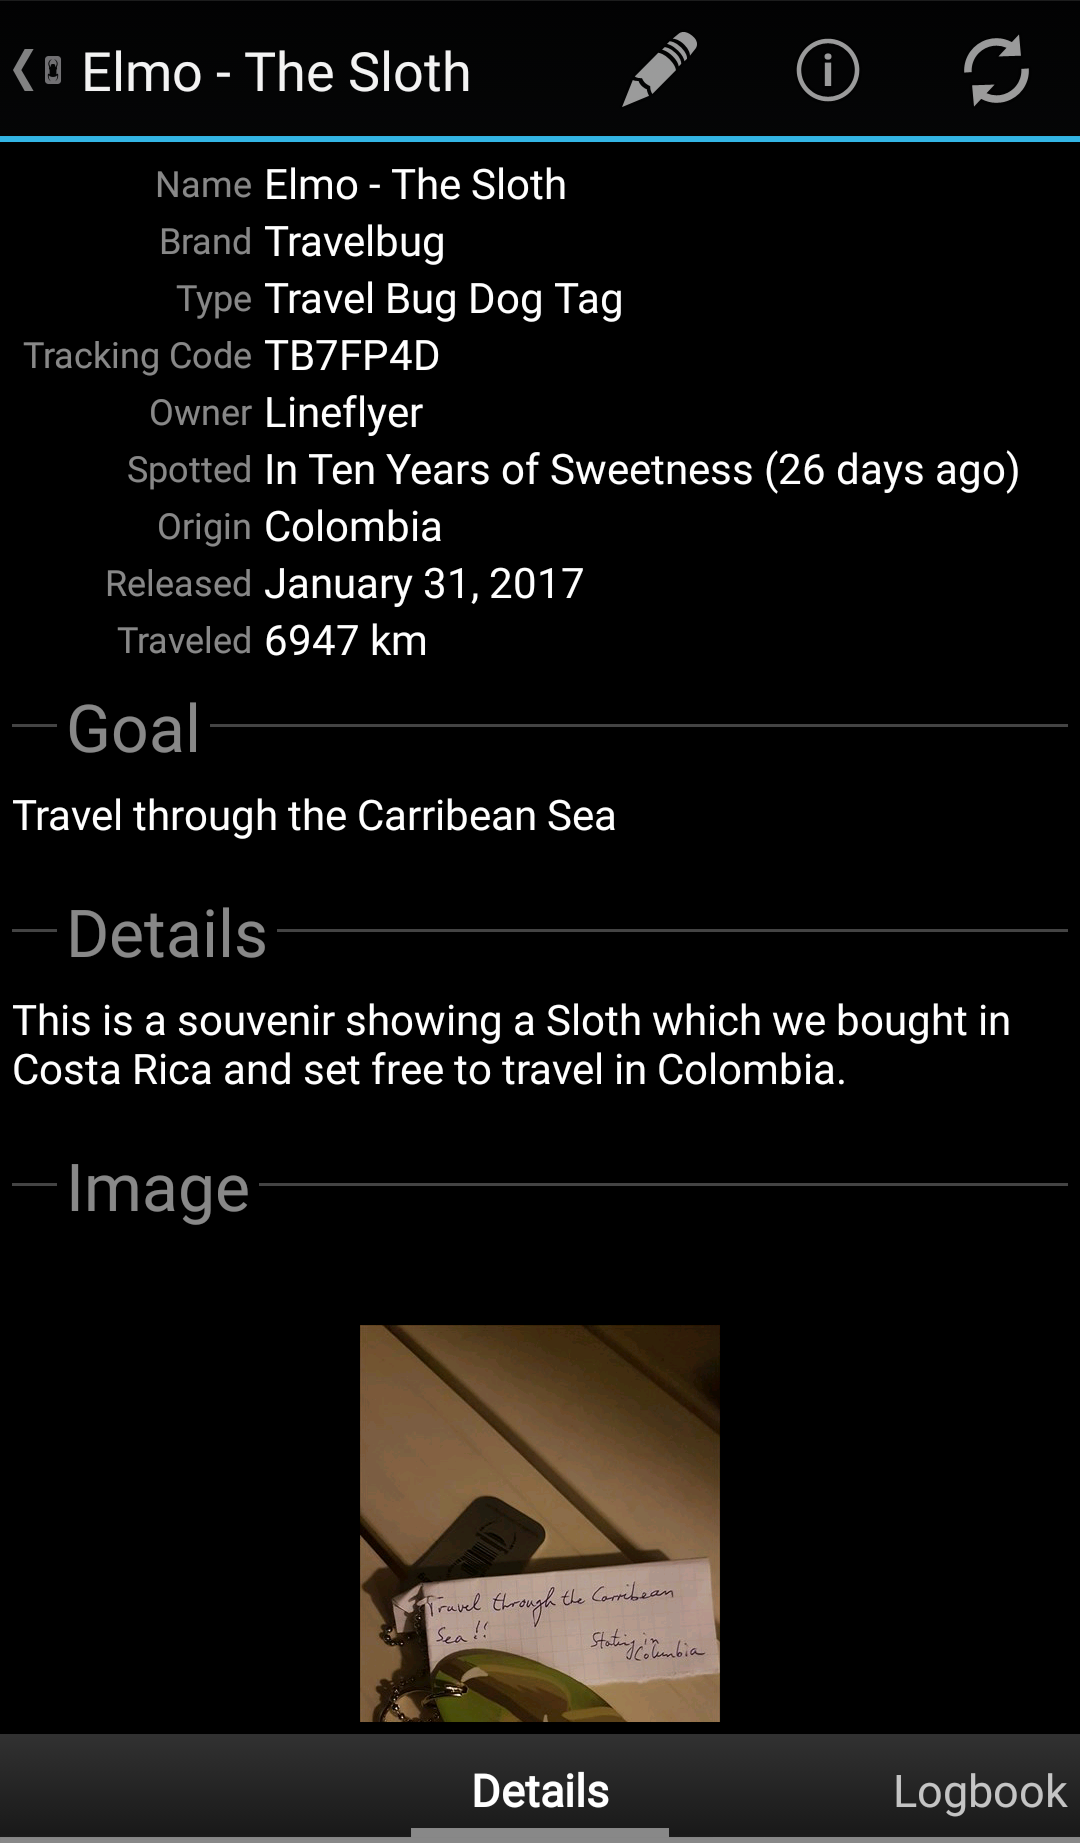 Elmo - The Sloth
Name Elmo - The Sloth
Brand Travelbug
Type Travel Bug Dog Tag
Tracking Code TB7FP4D
Owner Lineflyer
Spotted In Ten Years of Sweetness (26 days ago)
Origin Colombia
Released January 31, 2017
Traveled 6947 km
Goal
Travel through the Carribean Sea
Details
This is a souvenir showing a Sloth which we bought in
Costa Rica and set free to travel in Colombia.
Image
Travel through the Carribean
Sea!!
Stating in
Columbia
Details Logbook